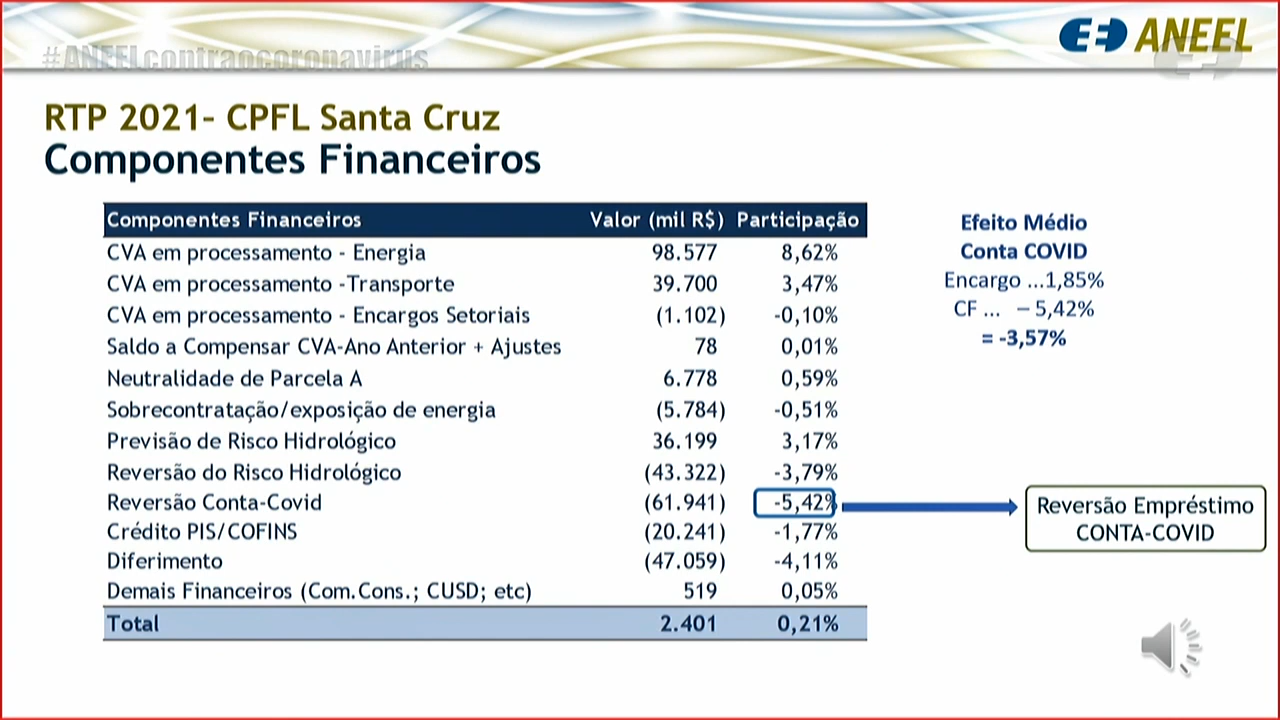 #ANEELcontraocoronavirus
ANEEL
RTP 2021- CPFL Santa Cruz
Componentes Financeiros
Componentes Financeiros Valor (mil R$) Participação
CVA em processamento - Energia 98.577 8,62%
CVA em processamento -Transporte 39.700 3,47%
CVA em processamento - Encargos Setoriais (1.102) -0,10%
Saldo a Compensar CVA-Ano Anterior + Ajustes 78 0,01%
Neutralidade de Parcela A 6.778 0,59%
Sobrecontratação/exposição de energia (5.784) -0,51%
Previsão de Risco Hidrológico 36.199 3,17%
Reversão do Risco Hidrológico (43.322) -3,79%
Reversão Conta-Covid (61.941) -5,42%
Crédito PIS/COFINS (20.241) -1,77%
Diferimento (47.059) -4,11%
Demais Financeiros (Com.Cons.; CUSD; etc) 519 0,05%
Total 2.401 0,21%
Efeito Médio
Conta COVID
Encargo ...1,85%
CF ... – 5,42%
= -3,57%
Reversão Empréstimo
CONTA-COVID